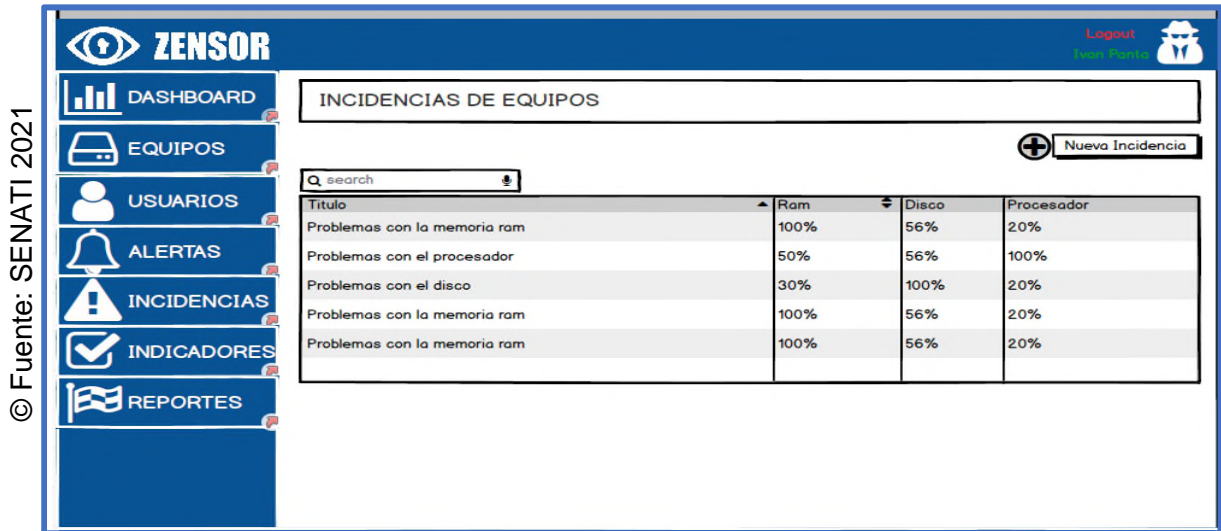 © Fuente: SENATI 2021
ZENSOR
Logout
Ivan Panta
DASHBOARD
EQUIPOS
USUARIOS
ALERTAS
INCIDENCIAS
INDICADORES
REPORTES
INCIDENCIAS DE EQUIPOS
Nueva Incidencia
search
Titulo Ram Disco Procesador
Problemas con la memoria ram 100% 56% 20%
Problemas con el procesador 50% 56% 100%
Problemas con el disco 30% 100% 20%
Problemas con la memoria ram 100% 56% 20%
Problemas con la memoria ram 100% 56% 20%